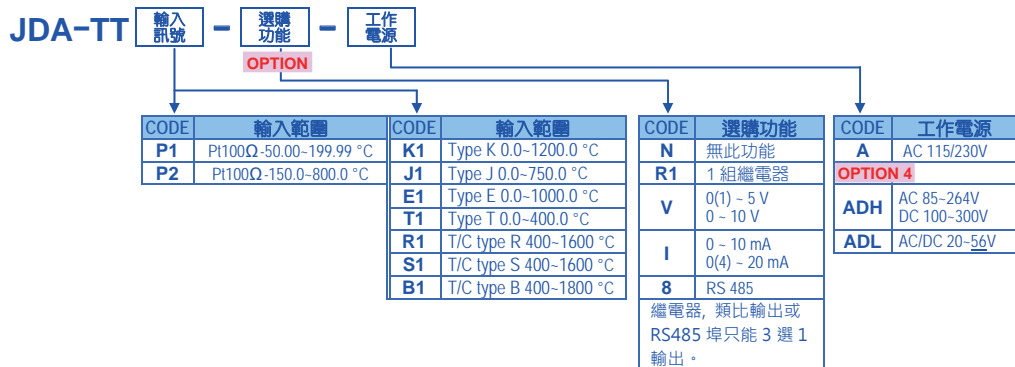 JDA-TT 輸入訊號 - 選購功能 - 工作電源
OPTION
CODE 輸入範圍
P1 Pt100Ω -50.00~199.99 °C
P2 Pt100Ω -150.0~800.0 °C
CODE 輸入範圍
K1 Type K 0.0~1200.0 °C
J1 Type J 0.0~750.0 °C
E1 Type E 0.0~1000.0 °C
T1 Type T 0.0~400.0 °C
R1 T/C type R 400~1600 °C
S1 T/C type S 400~1600 °C
B1 T/C type B 400~1800 °C
CODE 選購功能
N 無此功能
R1 1 組繼電器
V 0(1) ~ 5 V
0 ~ 10 V
I 0 ~ 10 mA
0(4) ~ 20 mA
8 RS 485
繼電器, 類比輸出或
RS485 埠只能 3 選 1
輸出。
CODE 工作電源
A AC 115/230V
OPTION 4
ADH AC 85~264V
DC 100~300V
ADL AC/DC 20~56V